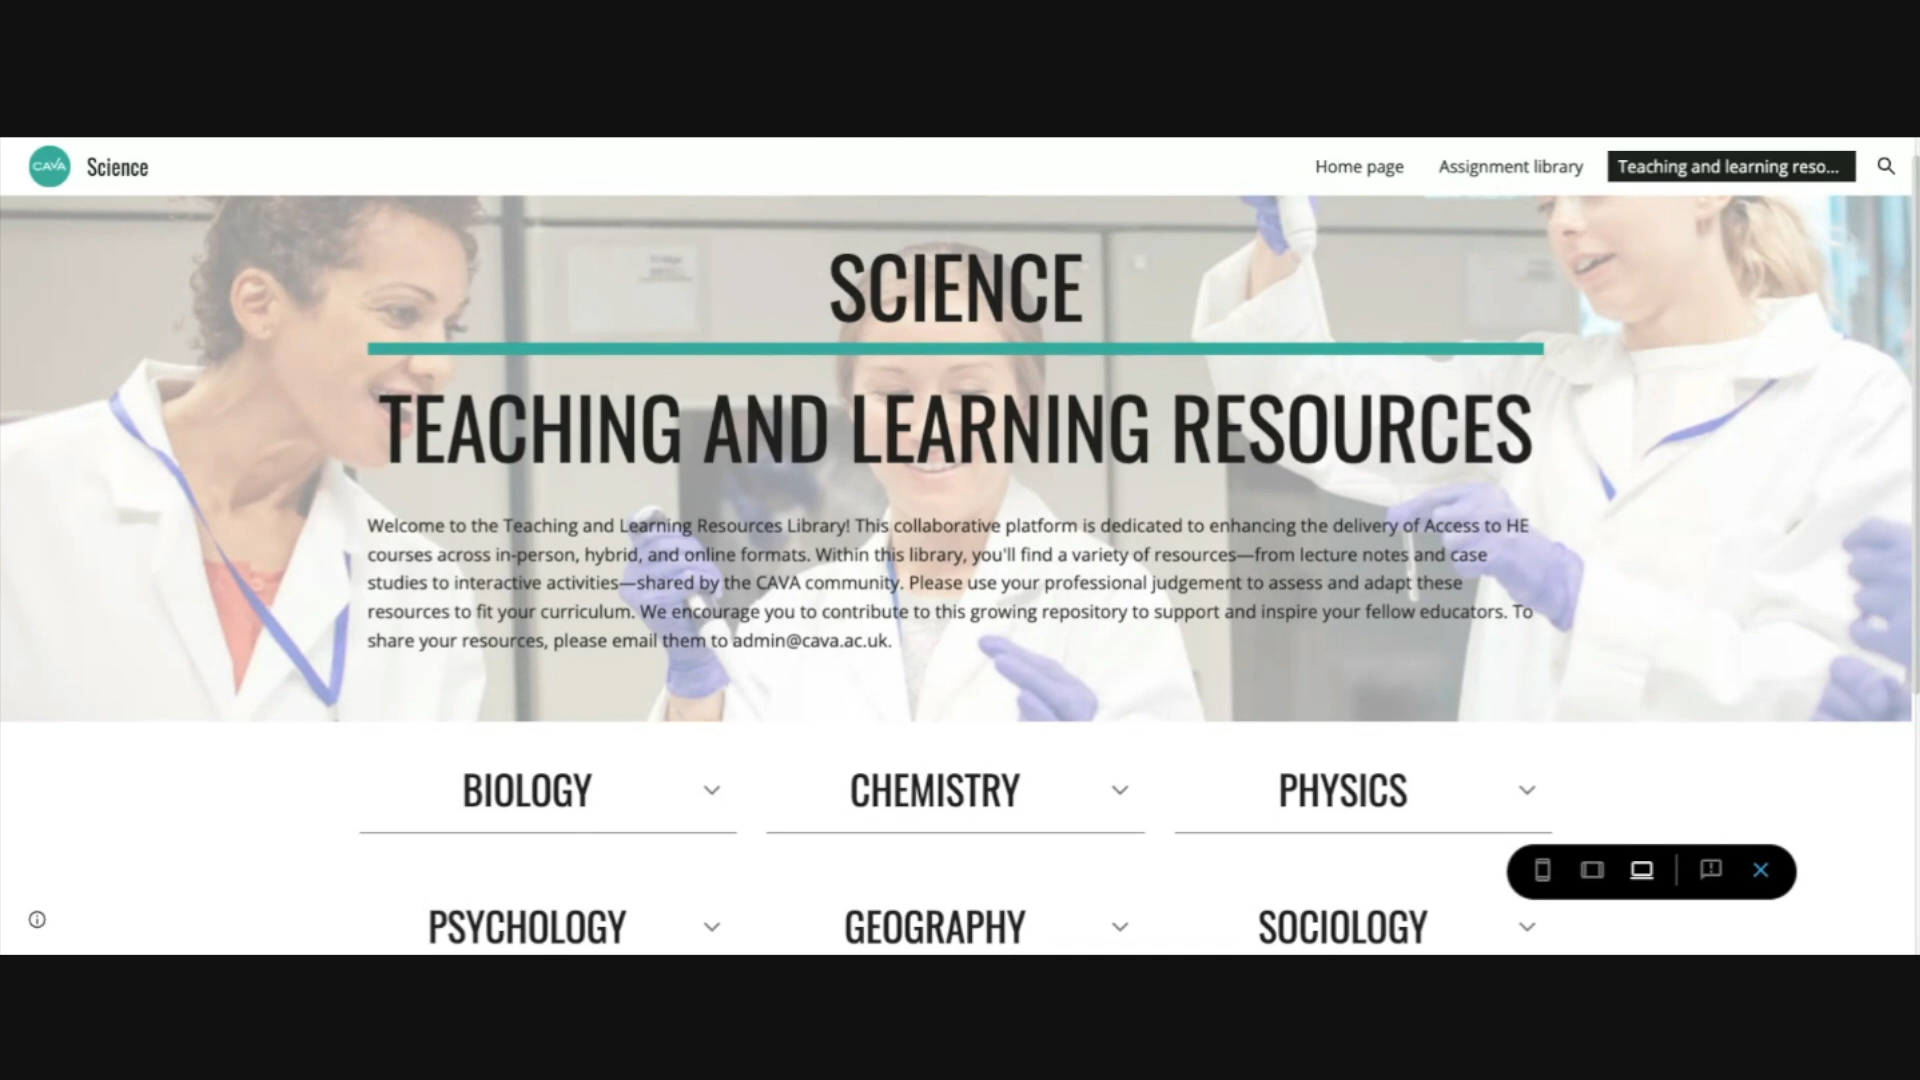 CAVA
Science
Home page
Assignment library
Teaching and learning reso...
SCIENCE
TEACHING AND LEARNING RESOURCES
Welcome to the Teaching and Learning Resources Library! This collaborative platform is dedicated to enhancing the delivery of Access to HE
courses across in-person, hybrid, and online formats. Within this library, you'll find a variety of resources—from lecture notes and case
studies to interactive activities—shared by the CAVA community. Please use your professional judgement to assess and adapt these
resources to fit your curriculum. We encourage you to contribute to this growing repository to support and inspire your fellow educators. To
share your resources, please email them to admin@cava.ac.uk.
BIOLOGY
CHEMISTRY
PHYSICS
PSYCHOLOGY
GEOGRAPHY
SOCIOLOGY